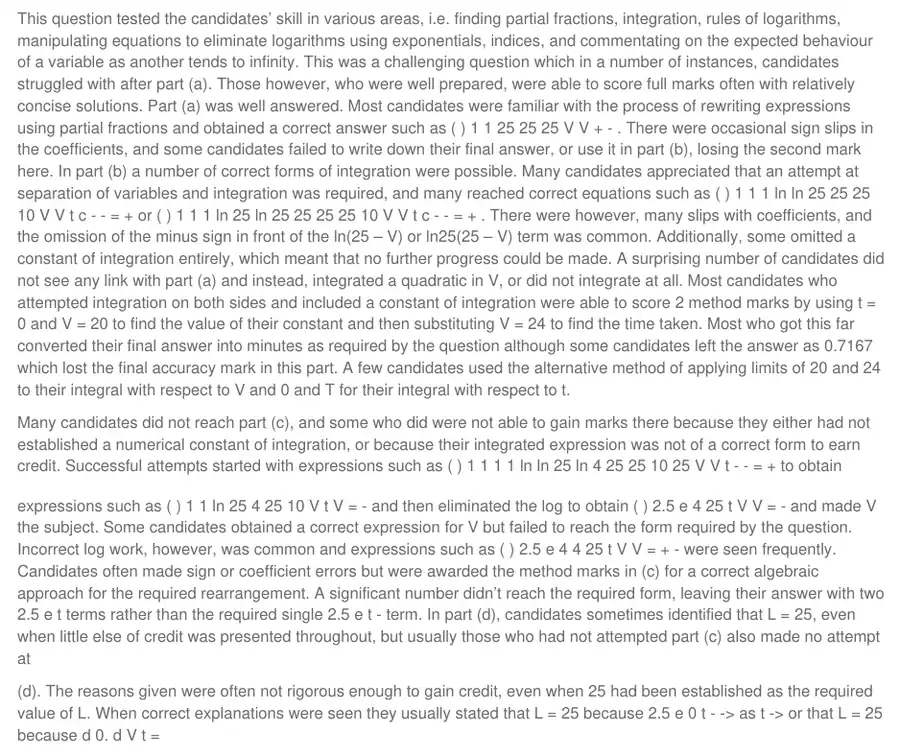 This question tested the candidates’ skill in various areas, i.e. finding partial fractions, integration, rules of logarithms,
manipulating equations to eliminate logarithms using exponentials, indices, and commentating on the expected behaviour
of a variable as another tends to infinity. This was a challenging question which in a number of instances, candidates
struggled with after part (a). Those however, who were well prepared, were able to score full marks often with relatively
concise solutions. Part (a) was well answered. Most candidates were familiar with the process of rewriting expressions
using partial fractions and obtained a correct answer such as ( ) 1 1 25 25 25 V V + - . There were occasional sign slips in
the coefficients, and some candidates failed to write down their final answer, or use it in part (b), losing the second mark
here. In part (b) a number of correct forms of integration were possible. Many candidates appreciated that an attempt at
separation of variables and integration was required, and many reached correct equations such as ( ) 1 1 1 ln ln 25 25 25
10 V V t c - - = + or ( ) 1 1 1 ln 25 ln 25 25 25 25 10 V V t c - - = + . There were however, many slips with coefficients, and
the omission of the minus sign in front of the ln(25 – V) or ln25(25 – V) term was common. Additionally, some omitted a
constant of integration entirely, which meant that no further progress could be made. A surprising number of candidates did
not see any link with part (a) and instead, integrated a quadratic in V, or did not integrate at all. Most candidates who
attempted integration on both sides and included a constant of integration were able to score 2 method marks by using t =
0 and V = 20 to find the value of their constant and then substituting V = 24 to find the time taken. Most who got this far
converted their final answer into minutes as required by the question although some candidates left the answer as 0.7167
which lost the final accuracy mark in this part. A few candidates used the alternative method of applying limits of 20 and 24
to their integral with respect to V and 0 and T for their integral with respect to t.
Many candidates did not reach part (c), and some who did were not able to gain marks there because they either had not
established a numerical constant of integration, or because their integrated expression was not of a correct form to earn
credit. Successful attempts started with expressions such as ( ) 1 1 1 1 ln ln 25 ln 4 25 25 10 25 V V t - - = + to obtain
expressions such as ( ) 1 1 ln 25 4 25 10 V t V = - and then eliminated the log to obtain ( ) 2.5 e 4 25 t V V = - and made V
the subject. Some candidates obtained a correct expression for V but failed to reach the form required by the question.
Incorrect log work, however, was common and expressions such as ( ) 2.5 e 4 4 25 t V V = + - were seen frequently.
Candidates often made sign or coefficient errors but were awarded the method marks in (c) for a correct algebraic
approach for the required rearrangement. A significant number didn’t reach the required form, leaving their answer with two
2.5 e t terms rather than the required single 2.5 e t - term. In part (d), candidates sometimes identified that L = 25, even
when little else of credit was presented throughout, but usually those who had not attempted part (c) also made no attempt
at
(d). The reasons given were often not rigorous enough to gain credit, even when 25 had been established as the required
value of L. When correct explanations were seen they usually stated that L = 25 because 2.5 e 0 t - -> as t -> or that L = 25
because d 0. d V t =